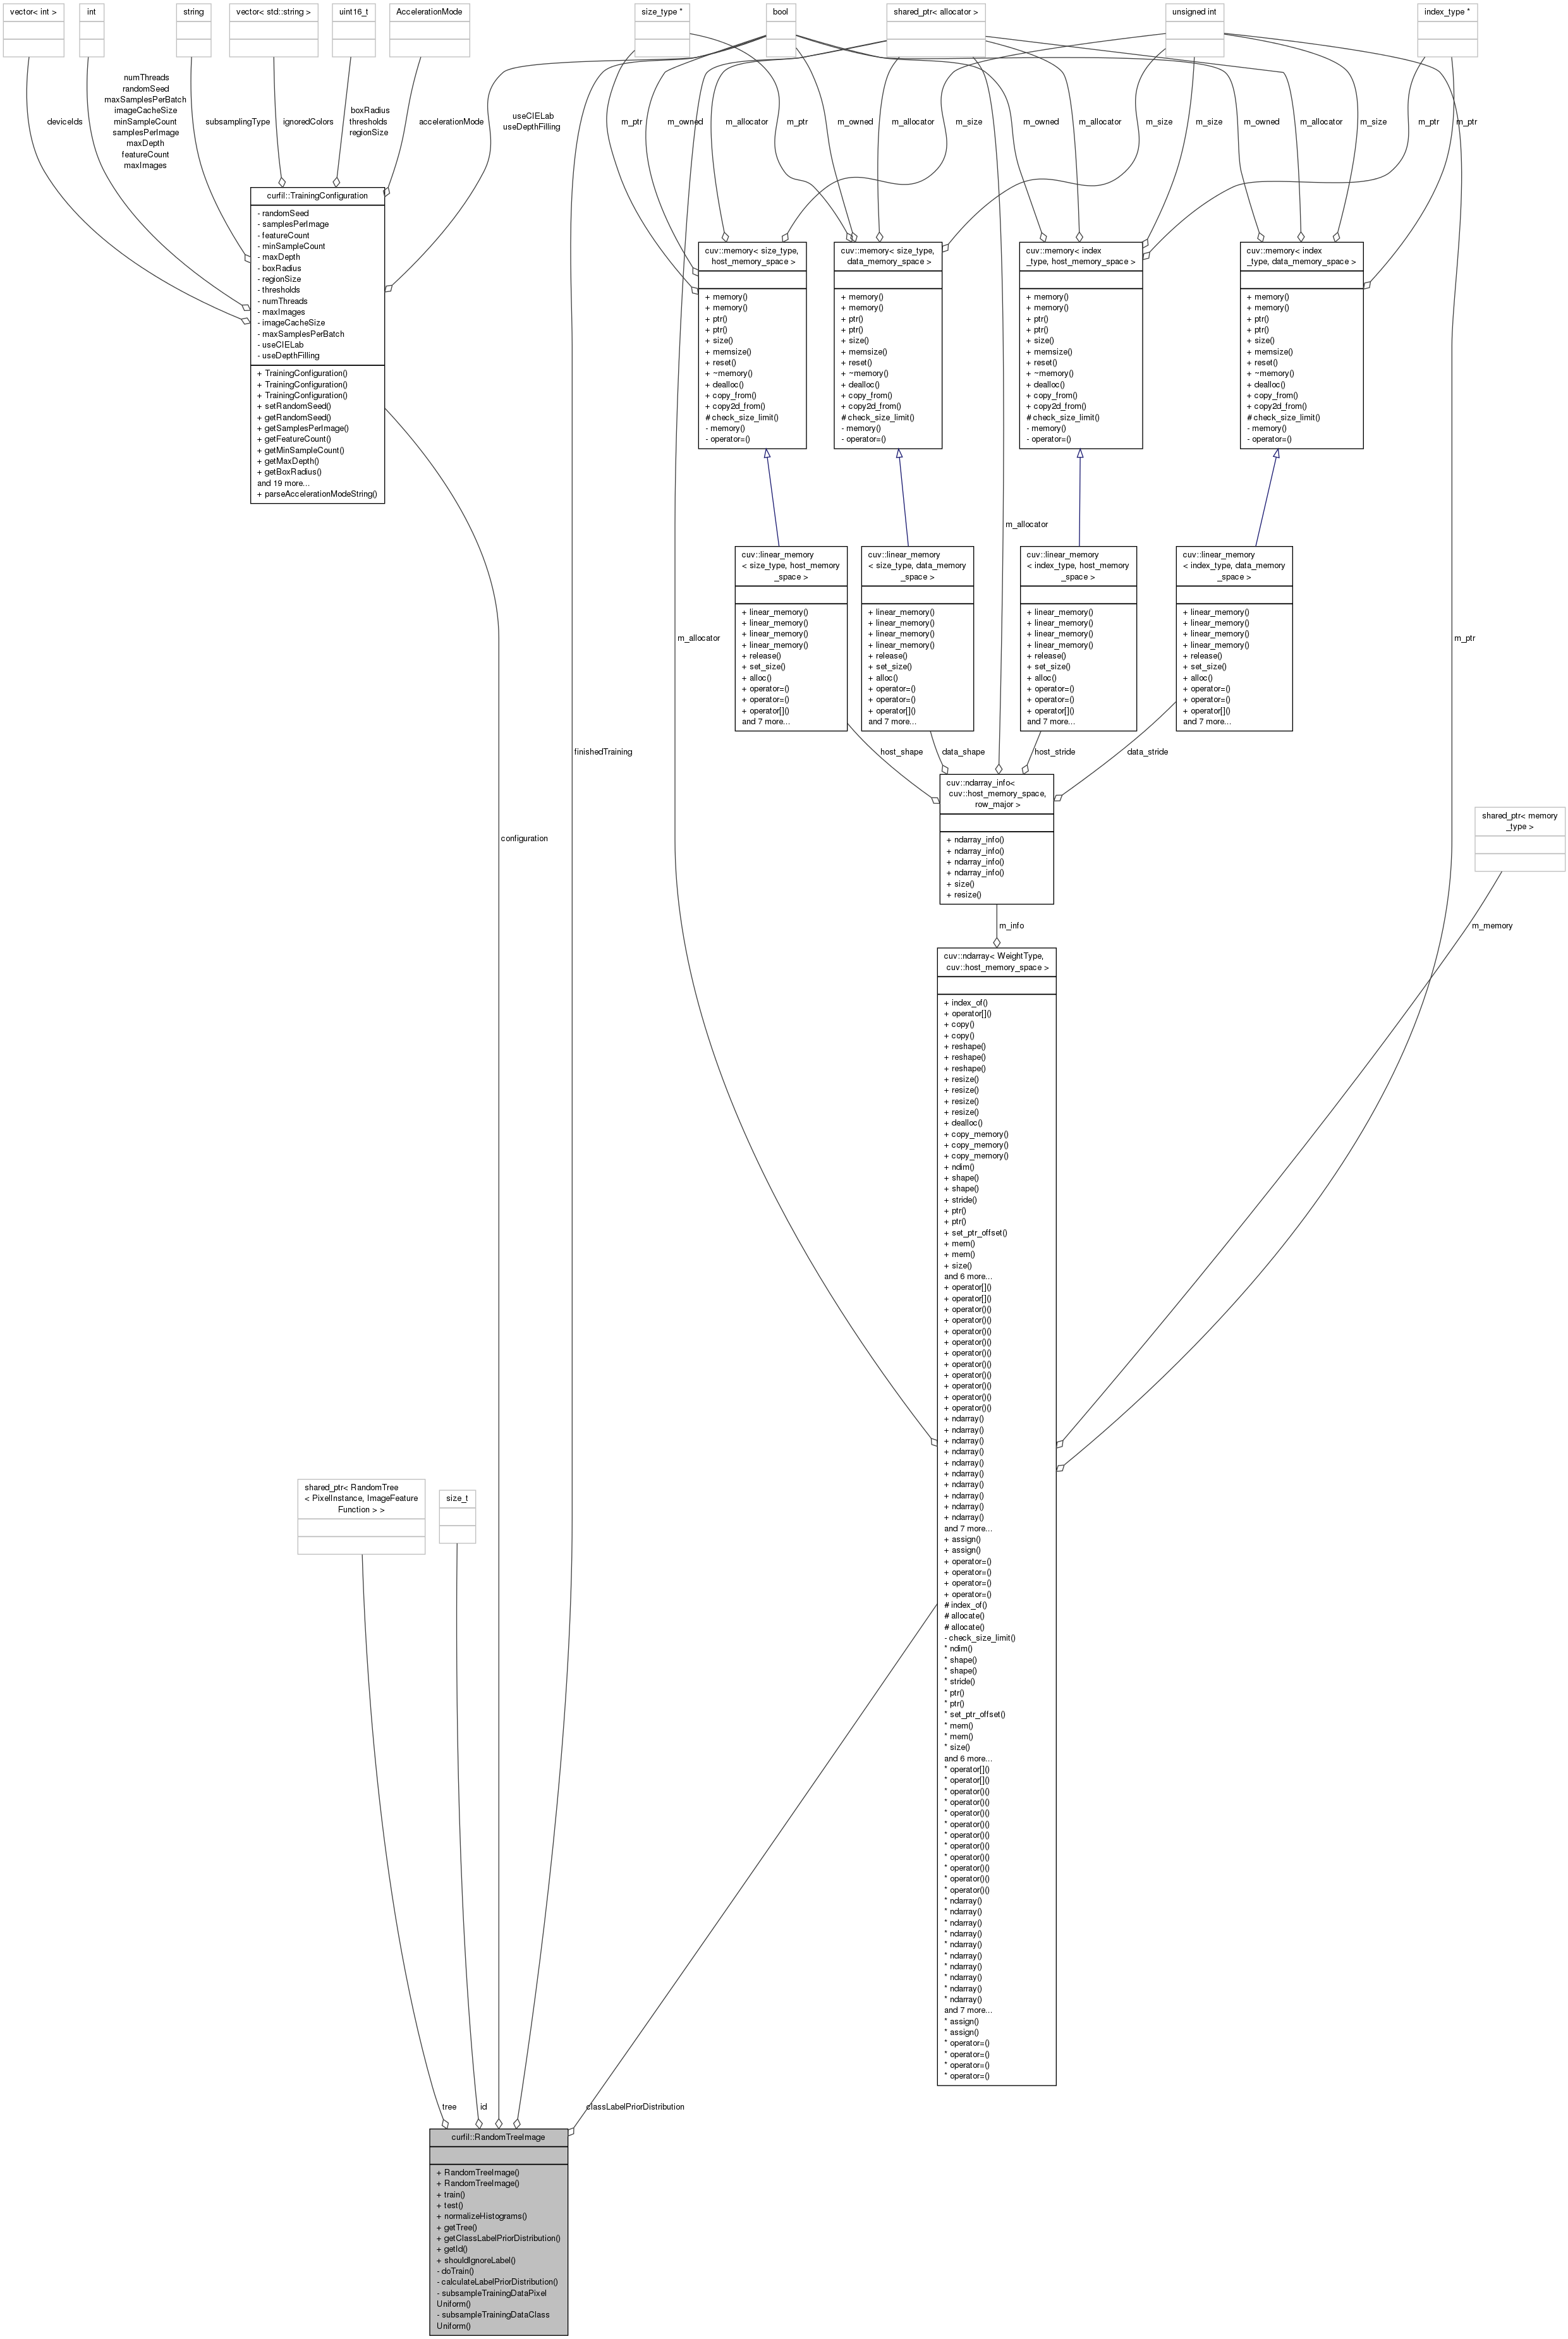 vector< int >
int
string
vector< std::string >
uint16_t
AccelerationMode
size_type *
bool
shared_ptr< allocator >
unsigned int
index_type *
deviceIds
numThreads
randomSeed
maxSamplesPerBatch
imageCacheSize
minSampleCount
samplesPerImage
maxDepth
featureCount
maxImages
subsamplingType
ignoredColors
boxRadius
thresholds
regionSize
accelerationMode
useCIELab
useDepthFilling
m_ptr
m_owned
m_allocator
m_ptr
m_owned
m_allocator
m_size
m_owned
m_allocator
m_size
m_size
m_owned
m_allocator
m_size
m_ptr
m_ptr
curfil::TrainingConfiguration
- randomSeed
- samplesPerImage
- featureCount
- minSampleCount
- maxDepth
- boxRadius
- regionSize
- thresholds
- numThreads
- maxImages
- imageCacheSize
- maxSamplesPerBatch
- useCIELab
- useDepthFilling
+ TrainingConfiguration()
+ TrainingConfiguration()
+ TrainingConfiguration()
+ setRandomSeed()
+ getRandomSeed()
+ getSamplesPerImage()
+ getFeatureCount()
+ getMinSampleCount()
+ getMaxDepth()
+ getBoxRadius()
and 19 more...
+ parseAccelerationModeString()
cuv::memory< size_type,
host_memory_space >
+ memory()
+ memory()
+ ptr()
+ ptr()
+ size()
+ memsize()
+ reset()
+ ~memory()
+ dealloc()
+ copy_from()
+ copy2d_from()
# check_size_limit()
- memory()
- operator=()
cuv::memory< size_type,
data_memory_space >
+ memory()
+ memory()
+ ptr()
+ ptr()
+ size()
+ memsize()
+ reset()
+ ~memory()
+ dealloc()
+ copy_from()
+ copy2d_from()
# check_size_limit()
- memory()
- operator=()
cuv::memory< index
_type, host_memory_space >
+ memory()
+ memory()
+ ptr()
+ ptr()
+ size()
+ memsize()
+ reset()
+ ~memory()
+ dealloc()
+ copy_from()
+ copy2d_from()
# check_size_limit()
- memory()
- operator=()
cuv::memory< index
_type, data_memory_space >
+ memory()
+ memory()
+ ptr()
+ ptr()
+ size()
+ memsize()
+ reset()
+ ~memory()
+ dealloc()
+ copy_from()
+ copy2d_from()
# check_size_limit()
- memory()
- operator=()
m_allocator
cuv::linear_memory
< size_type, host_memory
_space >
+ linear_memory()
+ linear_memory()
+ linear_memory()
+ linear_memory()
+ release()
+ set_size()
+ alloc()
+ operator=()
+ operator=()
+ operator[]()
and 7 more...
cuv::linear_memory
< size_type, data_memory
_space >
+ linear_memory()
+ linear_memory()
+ linear_memory()
+ linear_memory()
+ release()
+ set_size()
+ alloc()
+ operator=()
+ operator=()
+ operator[]()
and 7 more...
cuv::linear_memory
< index_type, host_memory
_space >
+ linear_memory()
+ linear_memory()
+ linear_memory()
+ linear_memory()
+ release()
+ set_size()
+ alloc()
+ operator=()
+ operator=()
+ operator[]()
and 7 more...
cuv::linear_memory
< index_type, data_memory
_space >
+ linear_memory()
+ linear_memory()
+ linear_memory()
+ linear_memory()
+ release()
+ set_size()
+ alloc()
+ operator=()
+ operator=()
+ operator[]()
and 7 more...
m_allocator
m_ptr
finishedTraining
host_shape
data_shape
host_stride
data_stride
configuration
cuv::ndarray_info<
cuv::host_memory_space,
row_major >
+ ndarray_info()
+ ndarray_info()
+ ndarray_info()
+ ndarray_info()
+ size()
+ resize()
shared_ptr< memory
_type >
m_info
m_memory
cuv::ndarray< WeightType,
cuv::host_memory_space >
+ index_of()
+ operator[]()
+ copy()
+ copy()
+ reshape()
+ reshape()
+ reshape()
+ resize()
+ resize()
+ resize()
+ resize()
+ dealloc()
+ copy_memory()
+ copy_memory()
+ copy_memory()
+ ndim()
+ shape()
+ shape()
+ stride()
+ ptr()
+ ptr()
+ set_ptr_offset()
+ mem()
+ mem()
+ size()
and 6 more...
+ operator[]()
+ operator[]()
+ operator()()
+ operator()()
+ operator()()
+ operator()()
+ operator()()
+ operator()()
+ operator()()
+ operator()()
+ operator()()
+ operator()()
+ ndarray()
+ ndarray()
+ ndarray()
+ ndarray()
+ ndarray()
+ ndarray()
+ ndarray()
+ ndarray()
+ ndarray()
+ ndarray()
and 7 more...
+ assign()
+ assign()
+ operator=()
+ operator=()
+ operator=()
+ operator=()
# index_of()
# allocate()
# allocate()
- check_size_limit()
* ndim()
* shape()
* shape()
* stride()
* ptr()
* ptr()
* set_ptr_offset()
* mem()
* mem()
* size()
and 6 more...
* operator[]()
* operator[]()
* operator()()
* operator()()
* operator()()
* operator()()
* operator()()
* operator()()
* operator()()
* operator()()
* operator()()
* operator()()
* ndarray()
* ndarray()
* ndarray()
* ndarray()
* ndarray()
* ndarray()
* ndarray()
* ndarray()
* ndarray()
* ndarray()
and 7 more...
* assign()
* assign()
* operator=()
* operator=()
* operator=()
* operator=()
shared_ptr< RandomTree
< PixelInstance, ImageFeature
Function > >
size_t
tree
id
classLabelPriorDistribution
curfil::RandomTreeImage
+ RandomTreeImage()
+ RandomTreeImage()
+ train()
+ test()
+ normalizeHistograms()
+ getTree()
+ getClassLabelPriorDistribution()
+ getId()
+ shouldIgnoreLabel()
- doTrain()
- calculateLabelPriorDistribution()
- subsampleTrainingDataPixel
Uniform()
- subsampleTrainingDataClass
Uniform()